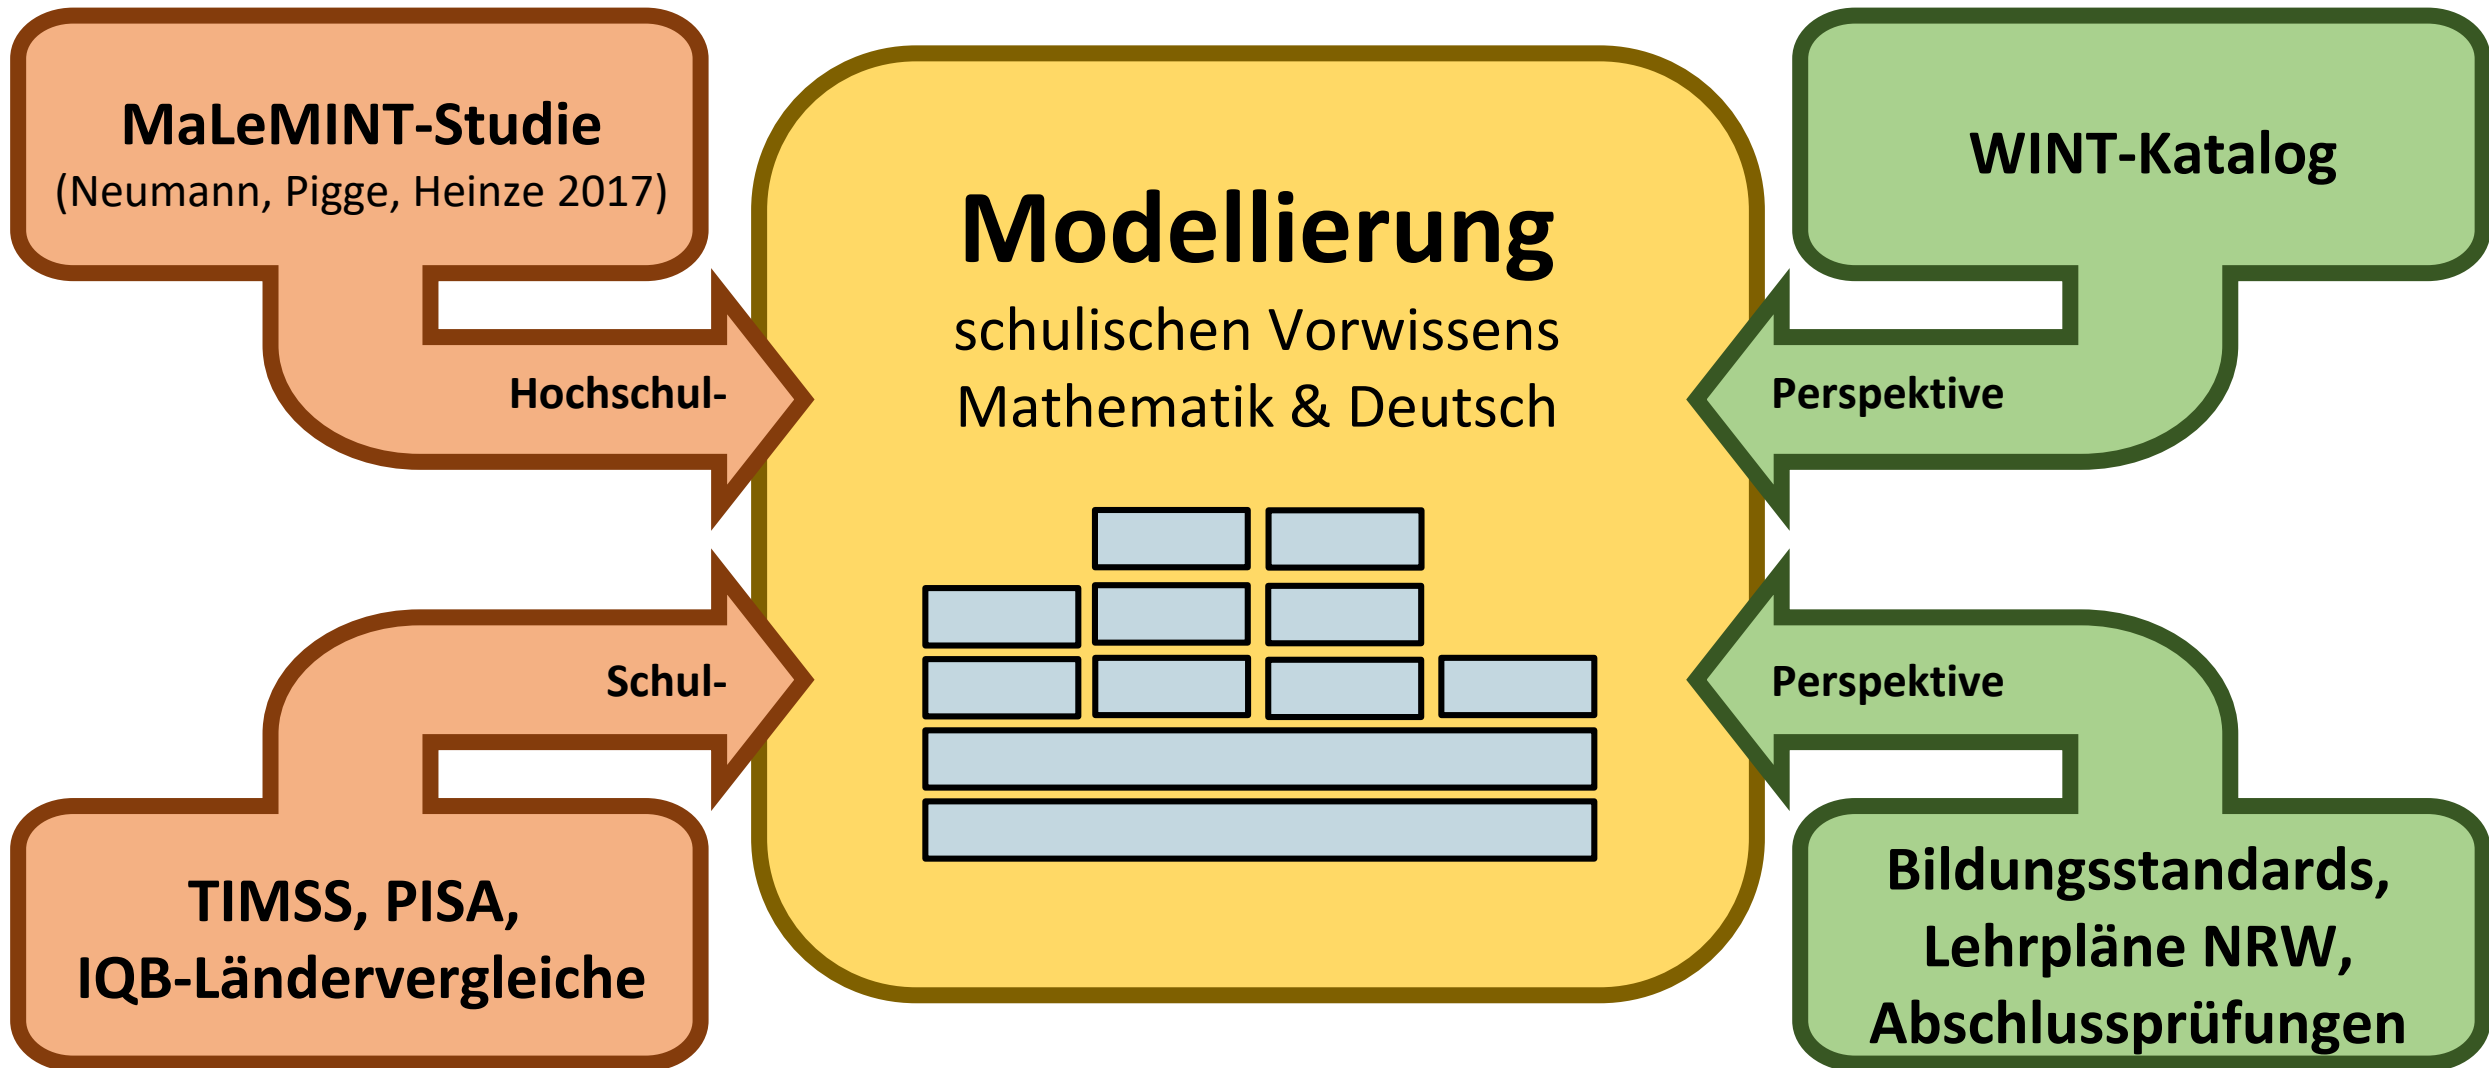 MaLeMINT-Studie
(Neumann, Pigge, Heinze 2017)
WINT-Katalog
Modellierung
schulischen Vorwissens
Mathematik & Deutsch
Hochschul-
Perspektive
Schul-
Perspektive
TIMSS, PISA,
IQB-Ländervergleiche
Bildungsstandards,
Lehrpläne NRW,
Abschlussprüfungen